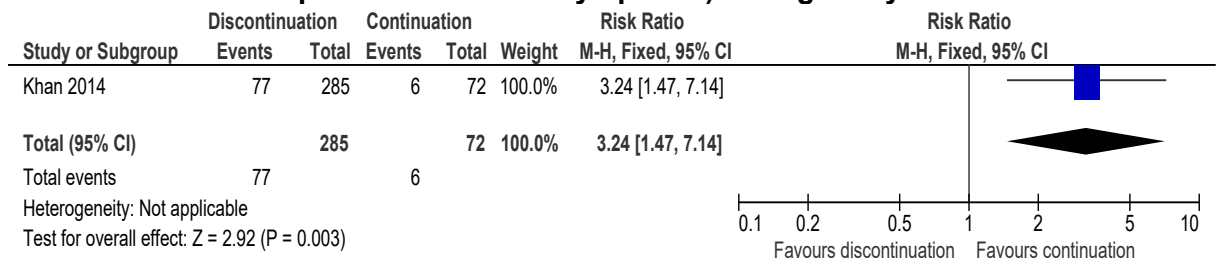 Discontinuation Continuation Risk Ratio Risk Ratio
Study or Subgroup Events Total Events Total Weight M-H, Fixed, 95% CI M-H, Fixed, 95% CI
Khan 2014 77 285 6 72 100.0% 3.24 [1.47, 7.14]
Total (95% CI) 285 72 100.0% 3.24 [1.47, 7.14]
Total events 77 6
Heterogeneity: Not applicable
Test for overall effect: Z = 2.92 (P = 0.003)
0.1 0.2 0.5 1 2 5 10
Favours discontinuation Favours continuation